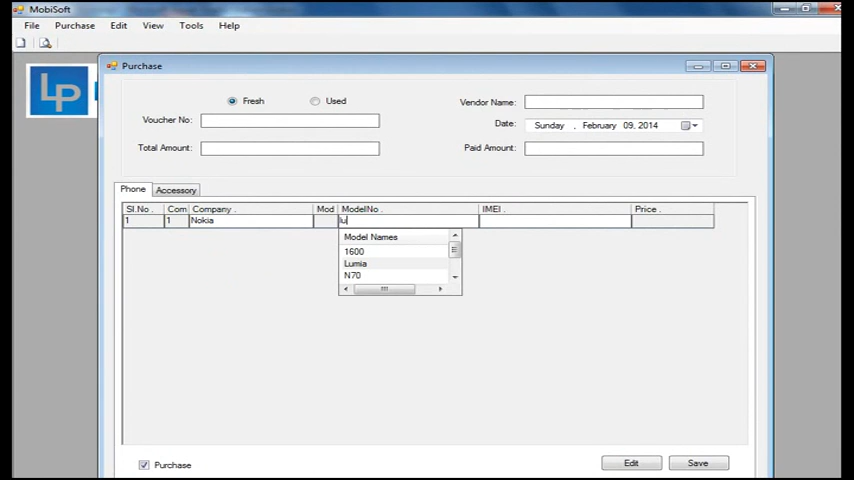 MobiSoft
File Purchase Edit View Tools Help
LP
Purchase
Fresh Used
Vendor Name:
Voucher No:
Date: Sunday , February 09, 2014
Total Amount:
Paid Amount:
Phone Accessory
Sl.No . Com Company . Mod ModelNo . IMEI . Price .
1 1 Nokia lu
Model Names
1600
Lumia
N70
Purchase Edit Save